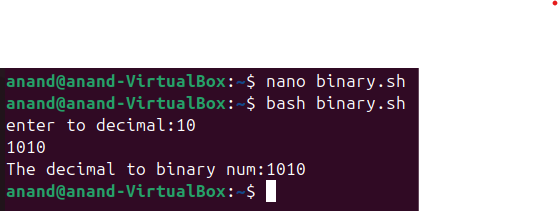 anand@anand-VirtualBox:~$ nano binary.sh
anand@anand-VirtualBox:~$ bash binary.sh
enter to decimal:10
1010
The decimal to binary num:1010
anand@anand-VirtualBox:~$